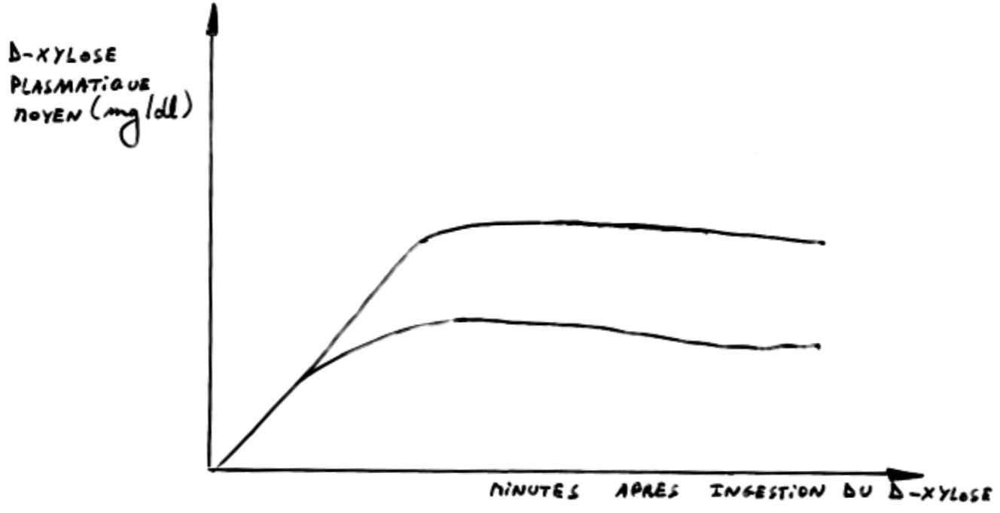 D-XYLOSE
PLASMATiQUE
MOYEN (mg/dl)
MiNUTES APRES INGESTION DU D-XYLOSE